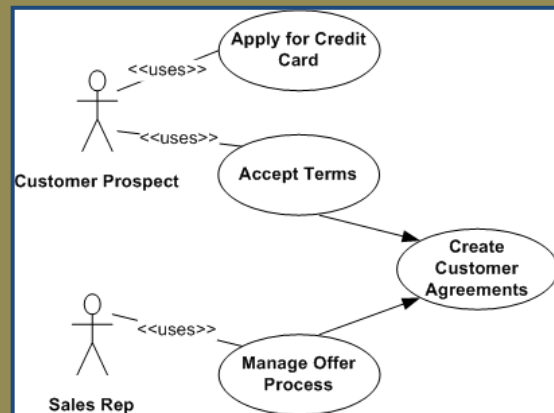 Apply for Credit
Card
<<uses>>
<<uses>>
Customer Prospect
Accept Terms
Create
Customer
Agreements
<<uses>>
Manage Offer
Process
Sales Rep